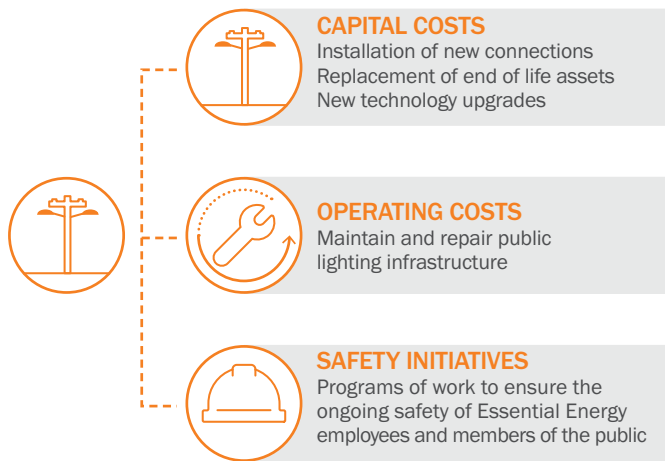 CAPITAL COSTS
Installation of new connections
Replacement of end of life assets
New technology upgrades
OPERATING COSTS
Maintain and repair public
lighting infrastructure
SAFETY INITIATIVES
Programs of work to ensure the
ongoing safety of Essential Energy
employees and members of the public